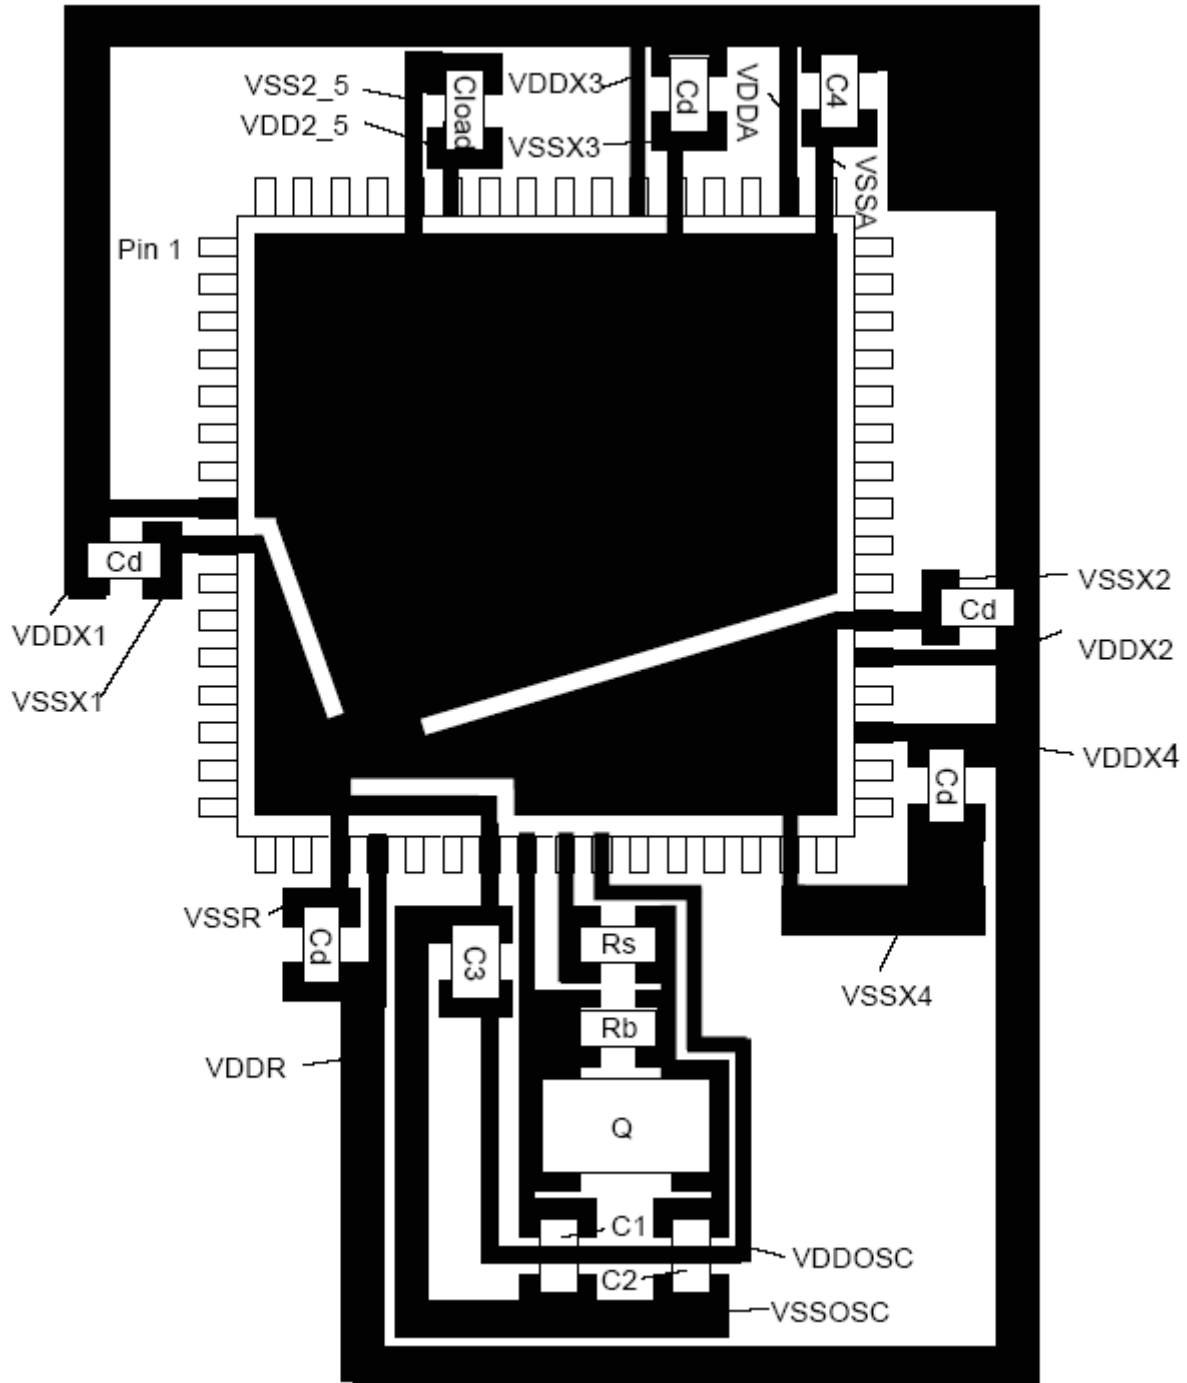 VSS2_5
VDD2_5
Cload
VDDX3
VSSX3
Cd
VDDA
C4
VSSA
Pin 1
Cd
VDDX1
VSSX1
VSSX2
Cd
VDDX2
VDDX4
Cd
VSSR
Cd
C3
Rs
VSSX4
Rb
VDDR
Q
C1
VDDOSC
C2
VSSOSC